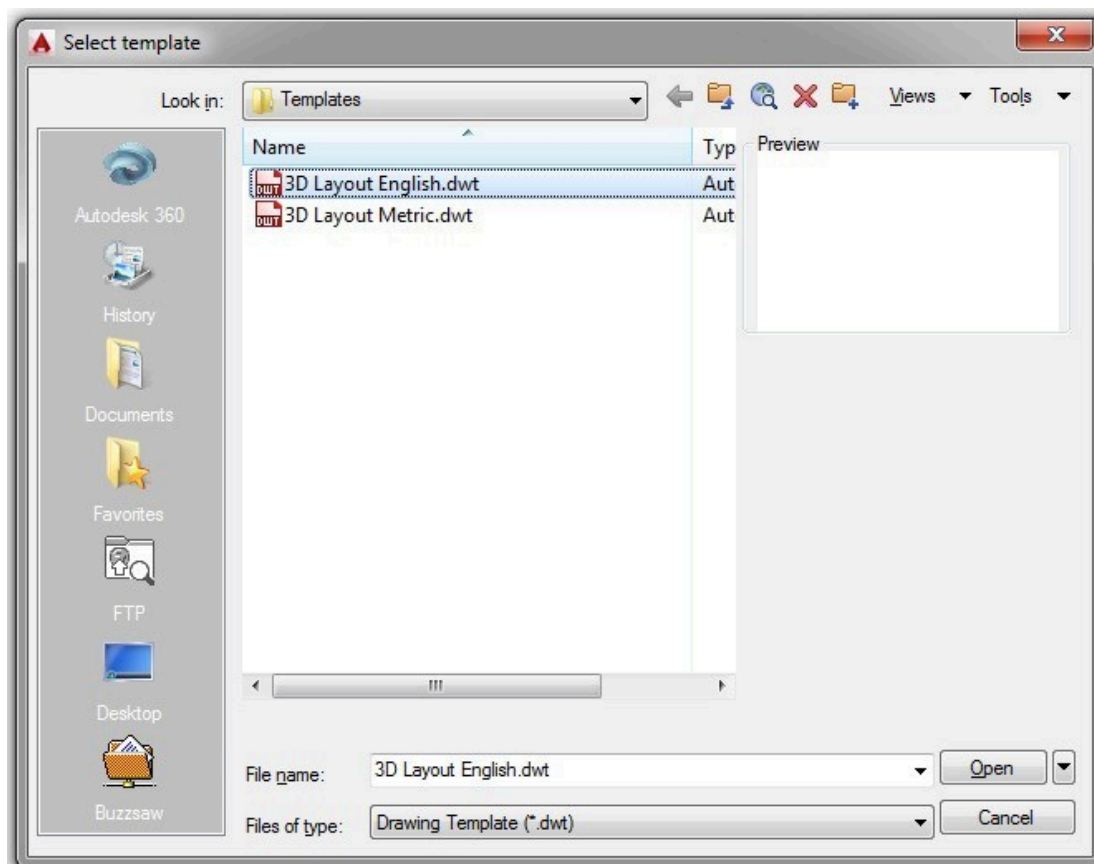 Select template
Look in: Templates Views Tools
Name Typ Preview
3D Layout English.dwt Aut
3D Layout Metric.dwt Aut
Autodesk 360
History
Documents
Favorites
FTP
Desktop
Buzzsaw
File name: 3D Layout English.dwt Open
Files of type: Drawing Template (*.dwt) Cancel